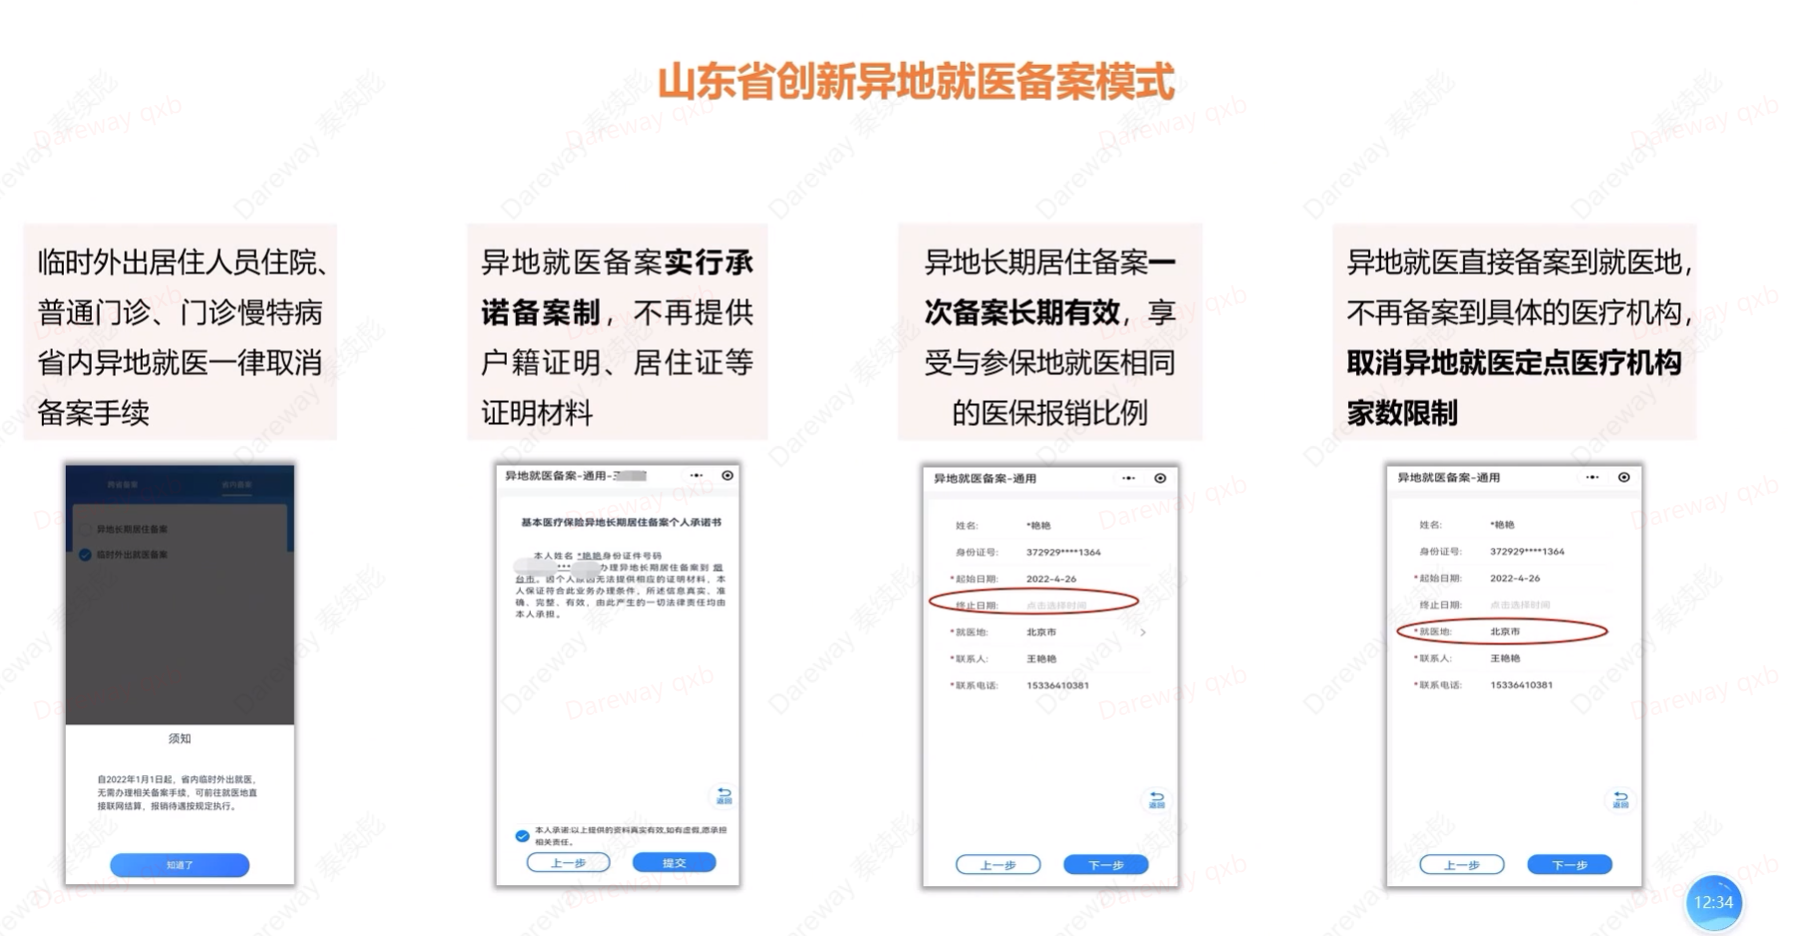 山东省创新异地就医备案模式
临时外出居住人员住院、
普通门诊、门诊慢特病
省内异地就医一律取消
备案手续
异地就医备案实行承
诺备案制，不再提供
户籍证明、居住证等
证明材料
异地长期居住备案一
次备案长期有效，享
受与参保地就医相同
的医保报销比例
异地就医直接备案到就医地，
不再备案到具体的医疗机构，
取消异地就医定点医疗机构
家数限制
跨省备案 省内备案
异地长期居住备案
临时外出就医备案
须知
自2022年1月1日起，省内临时外出就医，
无需办理相关备案手续，可前往就医地直
接联网结算，报销待遇按规定执行。
知道了
异地就医备案-通用-
基本医疗保险异地长期居住备案个人承诺书
本人姓名 *艳艳身份证件号码
***办理异地长期居住备案到 烟
台市。因个人原因无法提供相应的证明材料，本
人保证符合此业务办理条件，所述信息真实、准
确、完整、有效，由此产生的一切法律责任均由
本人承担。
返回
本人承诺:以上提供的资料真实有效,如有虚假,愿承担
相关责任。
上一步 提交
异地就医备案-通用
姓名: *艳艳
身份证号: 372929****1364
*起始日期: 2022-4-26
终止日期: 点击选择时间
*就医地: 北京市
*联系人: 王艳艳
*联系电话: 15336410381
返回
上一步 下一步
异地就医备案-通用
姓名: *艳艳
身份证号: 372929****1364
*起始日期: 2022-4-26
终止日期: 点击选择时间
*就医地: 北京市
*联系人: 王艳艳
*联系电话: 15336410381
返回
上一步 下一步
12:34
Dareway 秦续彪
Dareway qxb